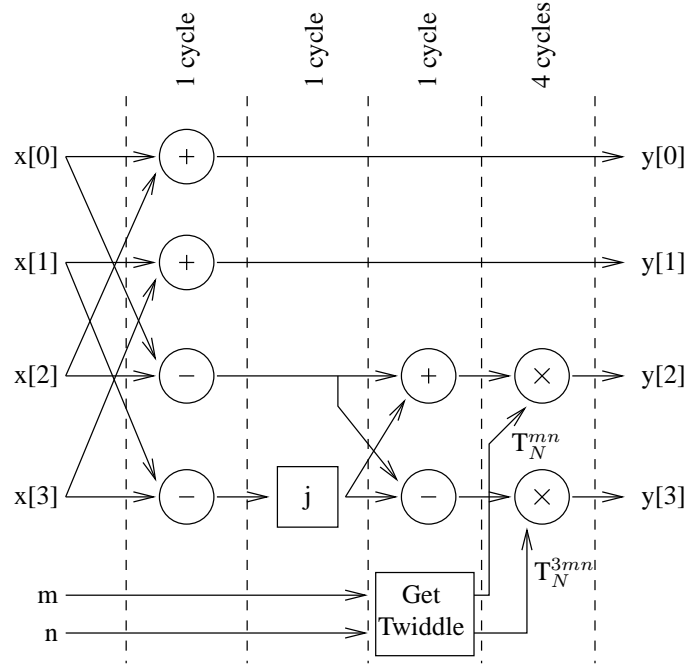 1 cycle
1 cycle
1 cycle
4 cycles
x[0] + y[0]
x[1] + y[1]
x[2] − + × y[2]
T_N^{mn}
x[3] − j − × y[3]
T_N^{3mn}
m
Get
n
Twiddle